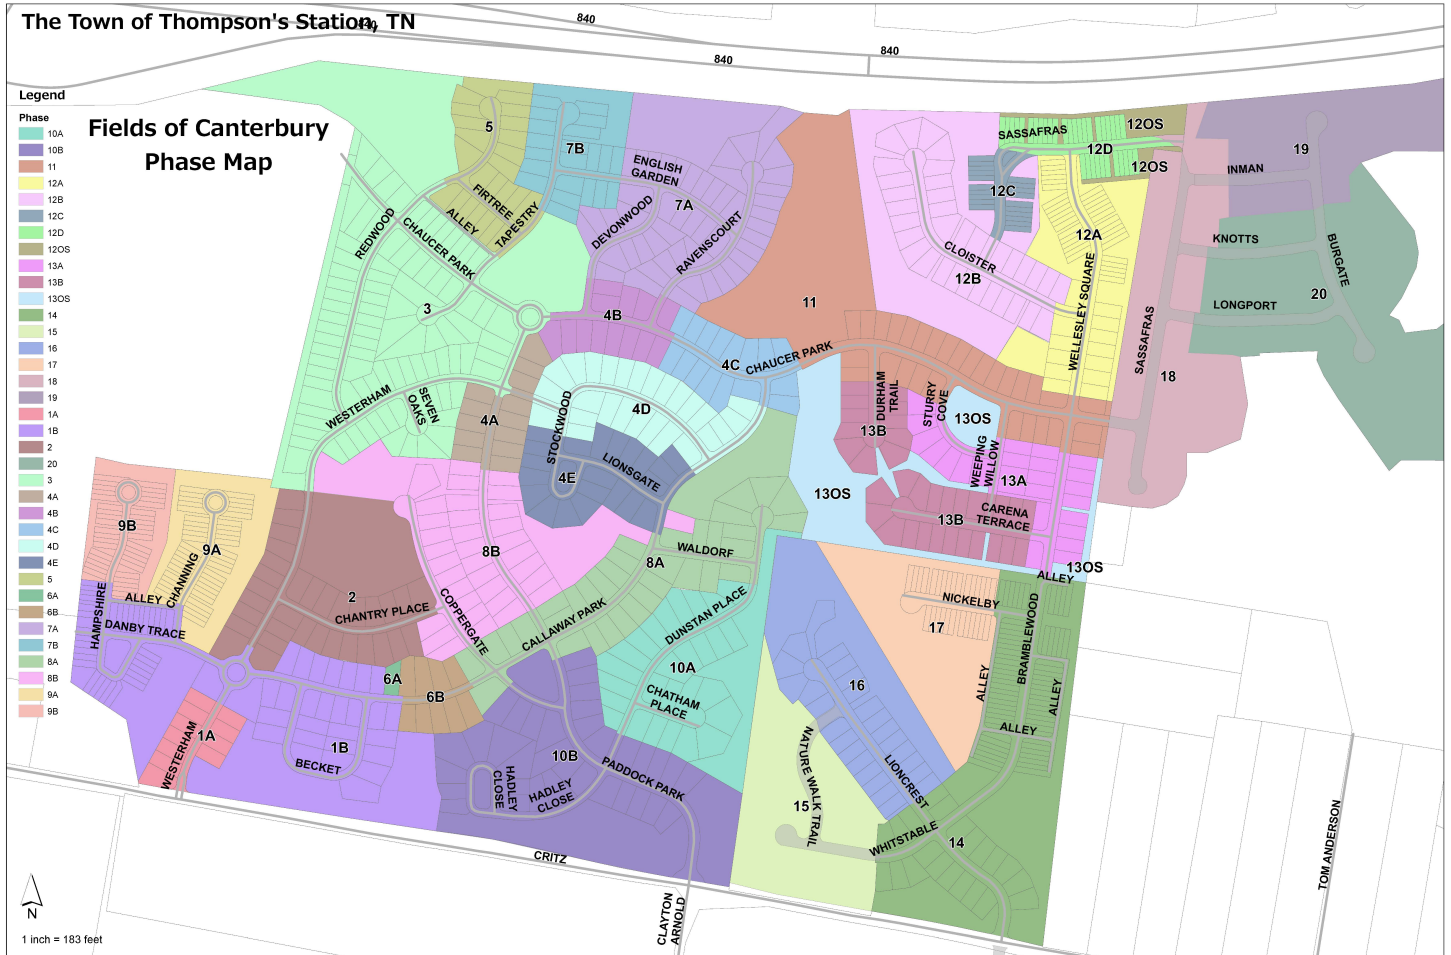 The Town of Thompson's Station, TN
840
840
840
840
Legend
Phase
10A
10B
11
12A
12B
12C
12D
12OS
13A
13B
13OS
14
15
16
17
18
19
1A
1B
2
20
3
4A
4B
4C
4D
4E
5
6A
6B
7A
7B
8A
8B
9A
9B
Fields of Canterbury
Phase Map
5
7B
ENGLISH
GARDEN
7A
DEVONWOOD
RAVENSCOURT
FIRTREE
ALLEY
TAPESTRY
REDWOOD
CHAUCER PARK
3
4B
4C
CHAUCER PARK
11
SASSAFRAS
12OS
12D
12OS
12C
12A
CLOISTER
12B
WELLESLEY SQUARE
19
INMAN
KNOTTS
BURGATE
LONGPORT
20
SASSAFRAS
18
WESTERHAM
SEVEN
OAKS
4A
STOCKWOOD
4D
4E
LIONSGATE
DURHAM
TRAIL
STURRY
COVE
13OS
13B
WEEPING
WILLOW
13A
13OS
13B
CARENA
TERRACE
13OS
ALLEY
9B
9A
CHANNING
HAMPSHIRE
ALLEY
DANBY TRACE
2
CHANTRY PLACE
8B
COPPERGATE
8A
WALDORF
CALLAWAY PARK
DUNSTAN PLACE
10A
CHATHAM
PLACE
6A
6B
1A
WESTERHAM
1B
BECKET
10B
HADLEY
CLOSE
HADLEY
CLOSE
PADDOCK PARK
NICKELBY
17
BRAMBLEWOOD
ALLEY
ALLEY
ALLEY
16
LIONCREST
NATURE WALK TRAIL
15
WHITSTABLE
14
CRITZ
CLAYTON
ARNOLD
TOM ANDERSON
N
1 inch = 183 feet